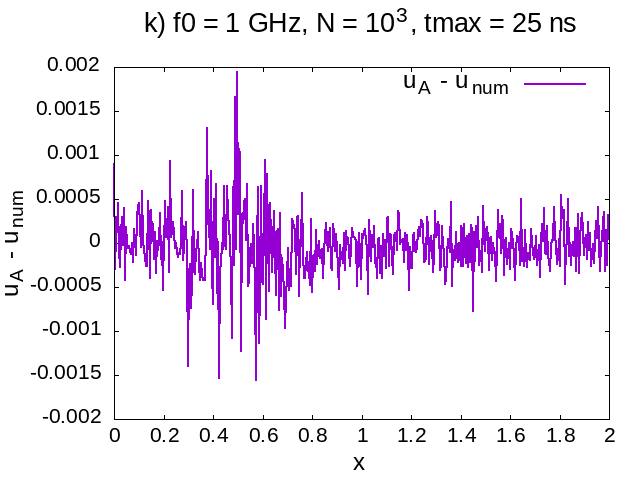 k) f0 = 1 GHz, N = 10³, tmax = 25 ns
u_A - u_num
0.002
0.0015
0.001
0.0005
0
-0.0005
-0.001
-0.0015
-0.002
u_A - u_num
0 0.2 0.4 0.6 0.8 1 1.2 1.4 1.6 1.8 2
x